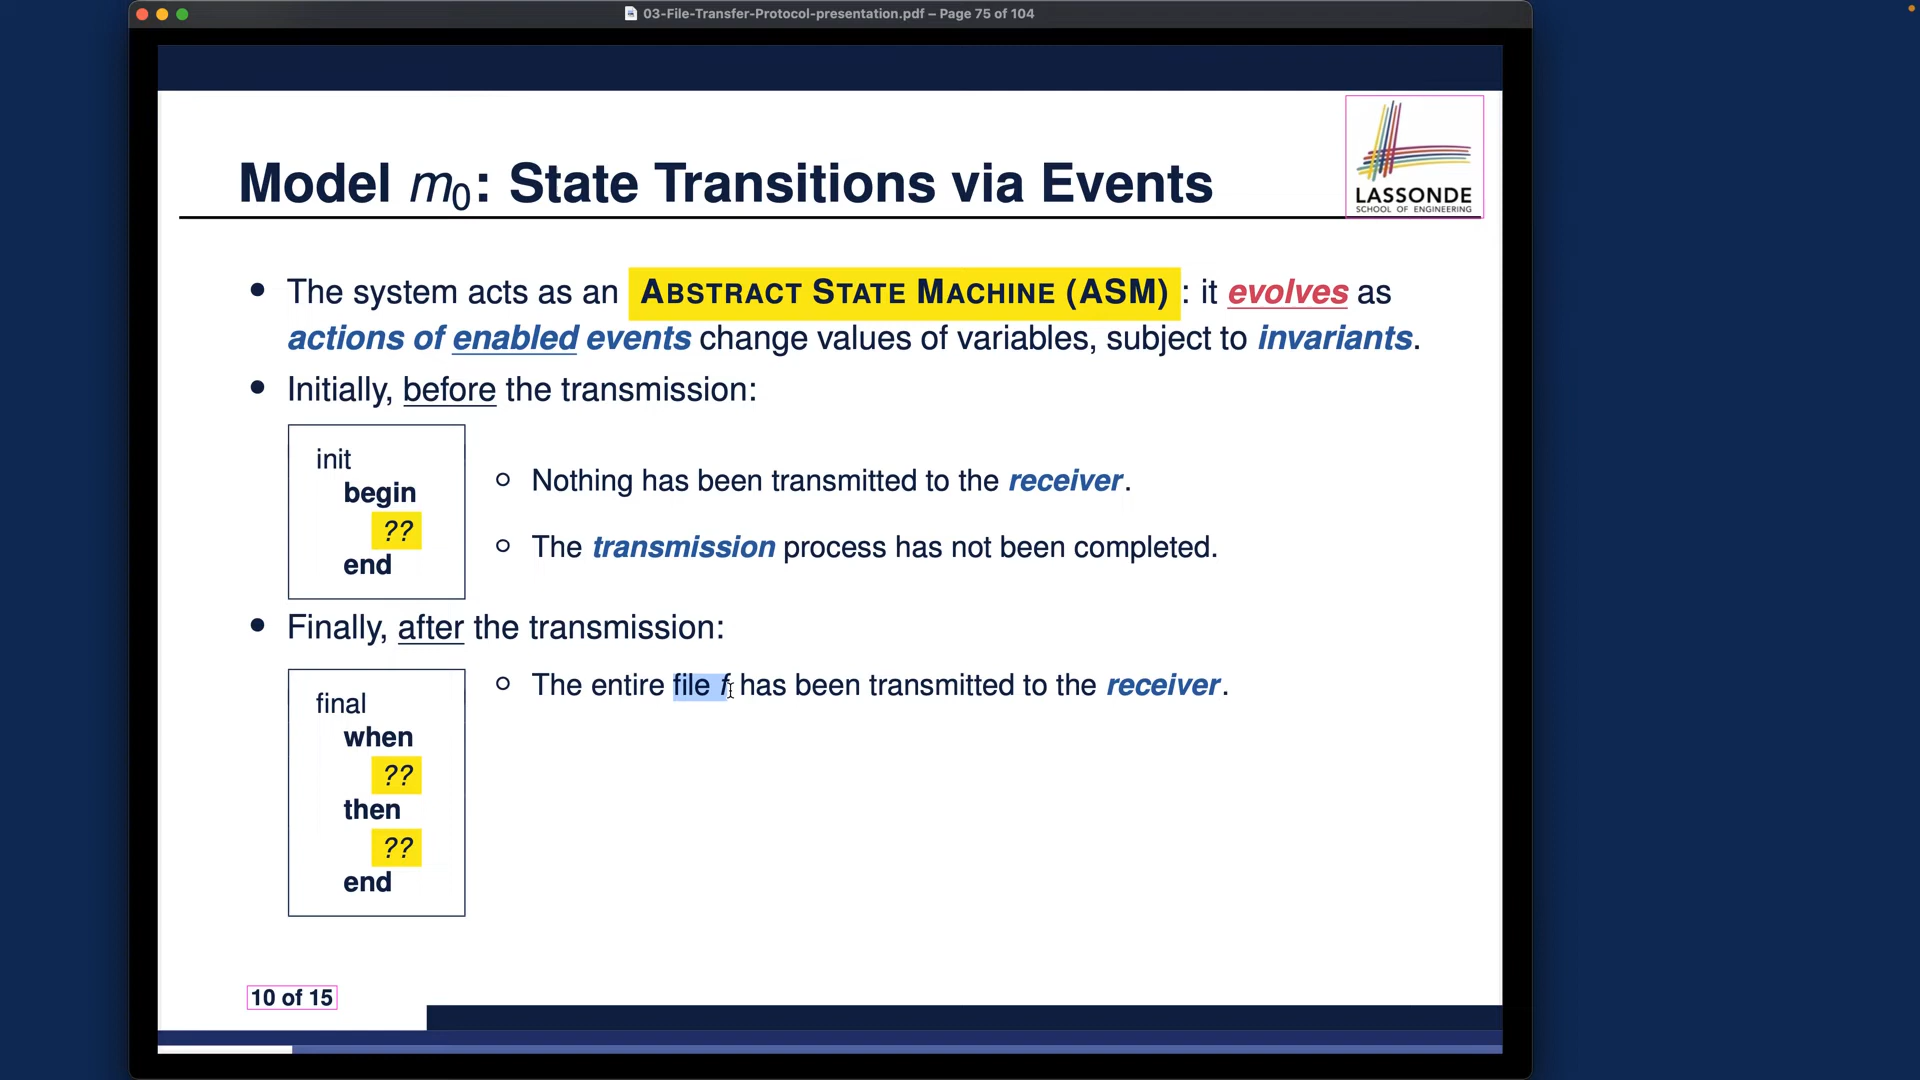 03-File-Transfer-Protocol-presentation.pdf – Page 75 of 104
Model m0: State Transitions via Events
LASSONDE
SCHOOL OF ENGINEERING
• The system acts as an ABSTRACT STATE MACHINE (ASM) : it evolves as
actions of enabled events change values of variables, subject to invariants.
• Initially, before the transmission:
init
begin
??
end
○ Nothing has been transmitted to the receiver.
○ The transmission process has not been completed.
• Finally, after the transmission:
final
when
??
then
??
end
○ The entire file f has been transmitted to the receiver.
10 of 15